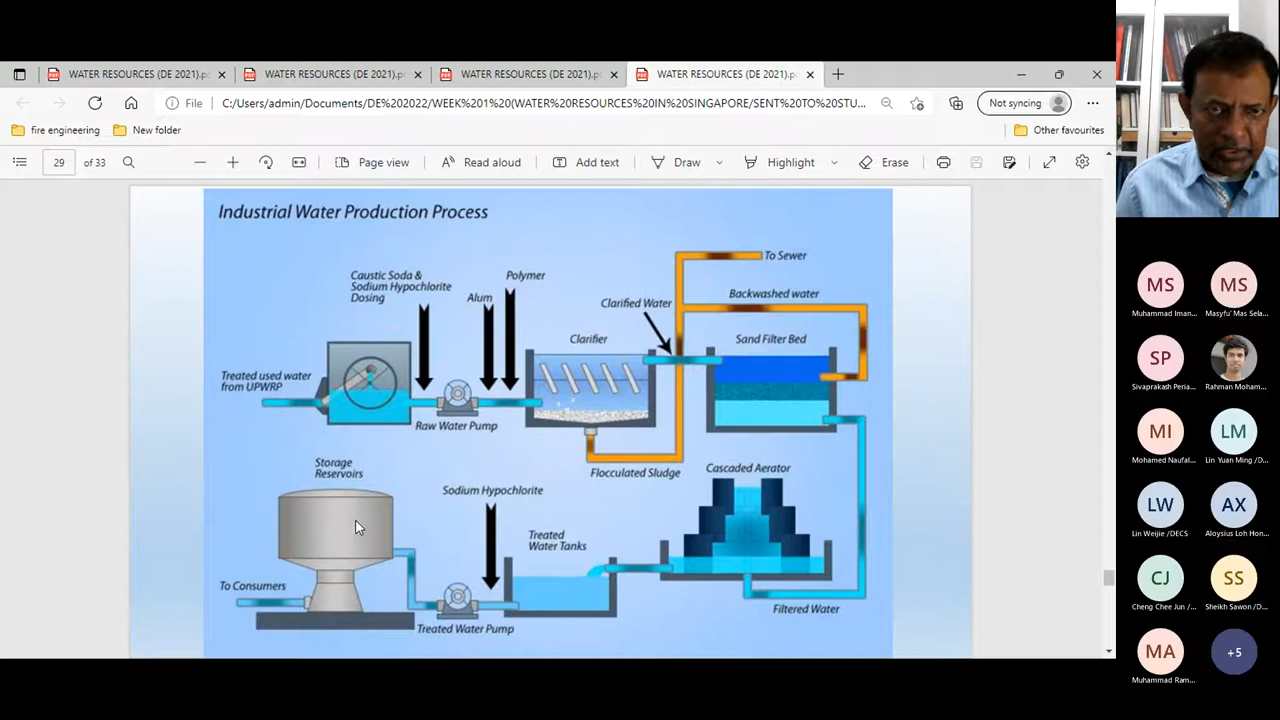 WATER RESOURCES (DE 2021).pc
WATER RESOURCES (DE 2021).pc
WATER RESOURCES (DE 2021).pc
WATER RESOURCES (DE 2021).pc
File
C:/Users/admin/Documents/DE%202022/WEEK%201%20(WATER%20RESOURCES%20IN%20SINGAPORE/SENT%20TO%20STU...
Not syncing
fire engineering
New folder
Other favourites
29 of 33
Page view
Read aloud
Add text
Draw
Highlight
Erase
Industrial Water Production Process
To Sewer
Caustic Soda &
Sodium Hypochlorite
Dosing
Polymer
Alum
Clarified Water
Backwashed water
Clarifier
Sand Filter Bed
Treated used water
from UPWRP
Raw Water Pump
Flocculated Sludge
Cascaded Aerator
Storage
Reservoirs
Sodium Hypochlorite
Treated
Water Tanks
To Consumers
Treated Water Pump
Filtered Water
MS
Muhammad Iman...
MS
Masyfu' Mas Sela...
SP
Sivaprakash Peria...
Rahman Moham...
MI
Mohamed Naufal...
LM
Lin Yuan Ming /D...
LW
Lin Weijie /DECS
AX
Aloysius Loh Hon...
CJ
Cheng Chee Jun /...
SS
Sheikh Sawon /D...
MA
Muhammad Ram...
+5